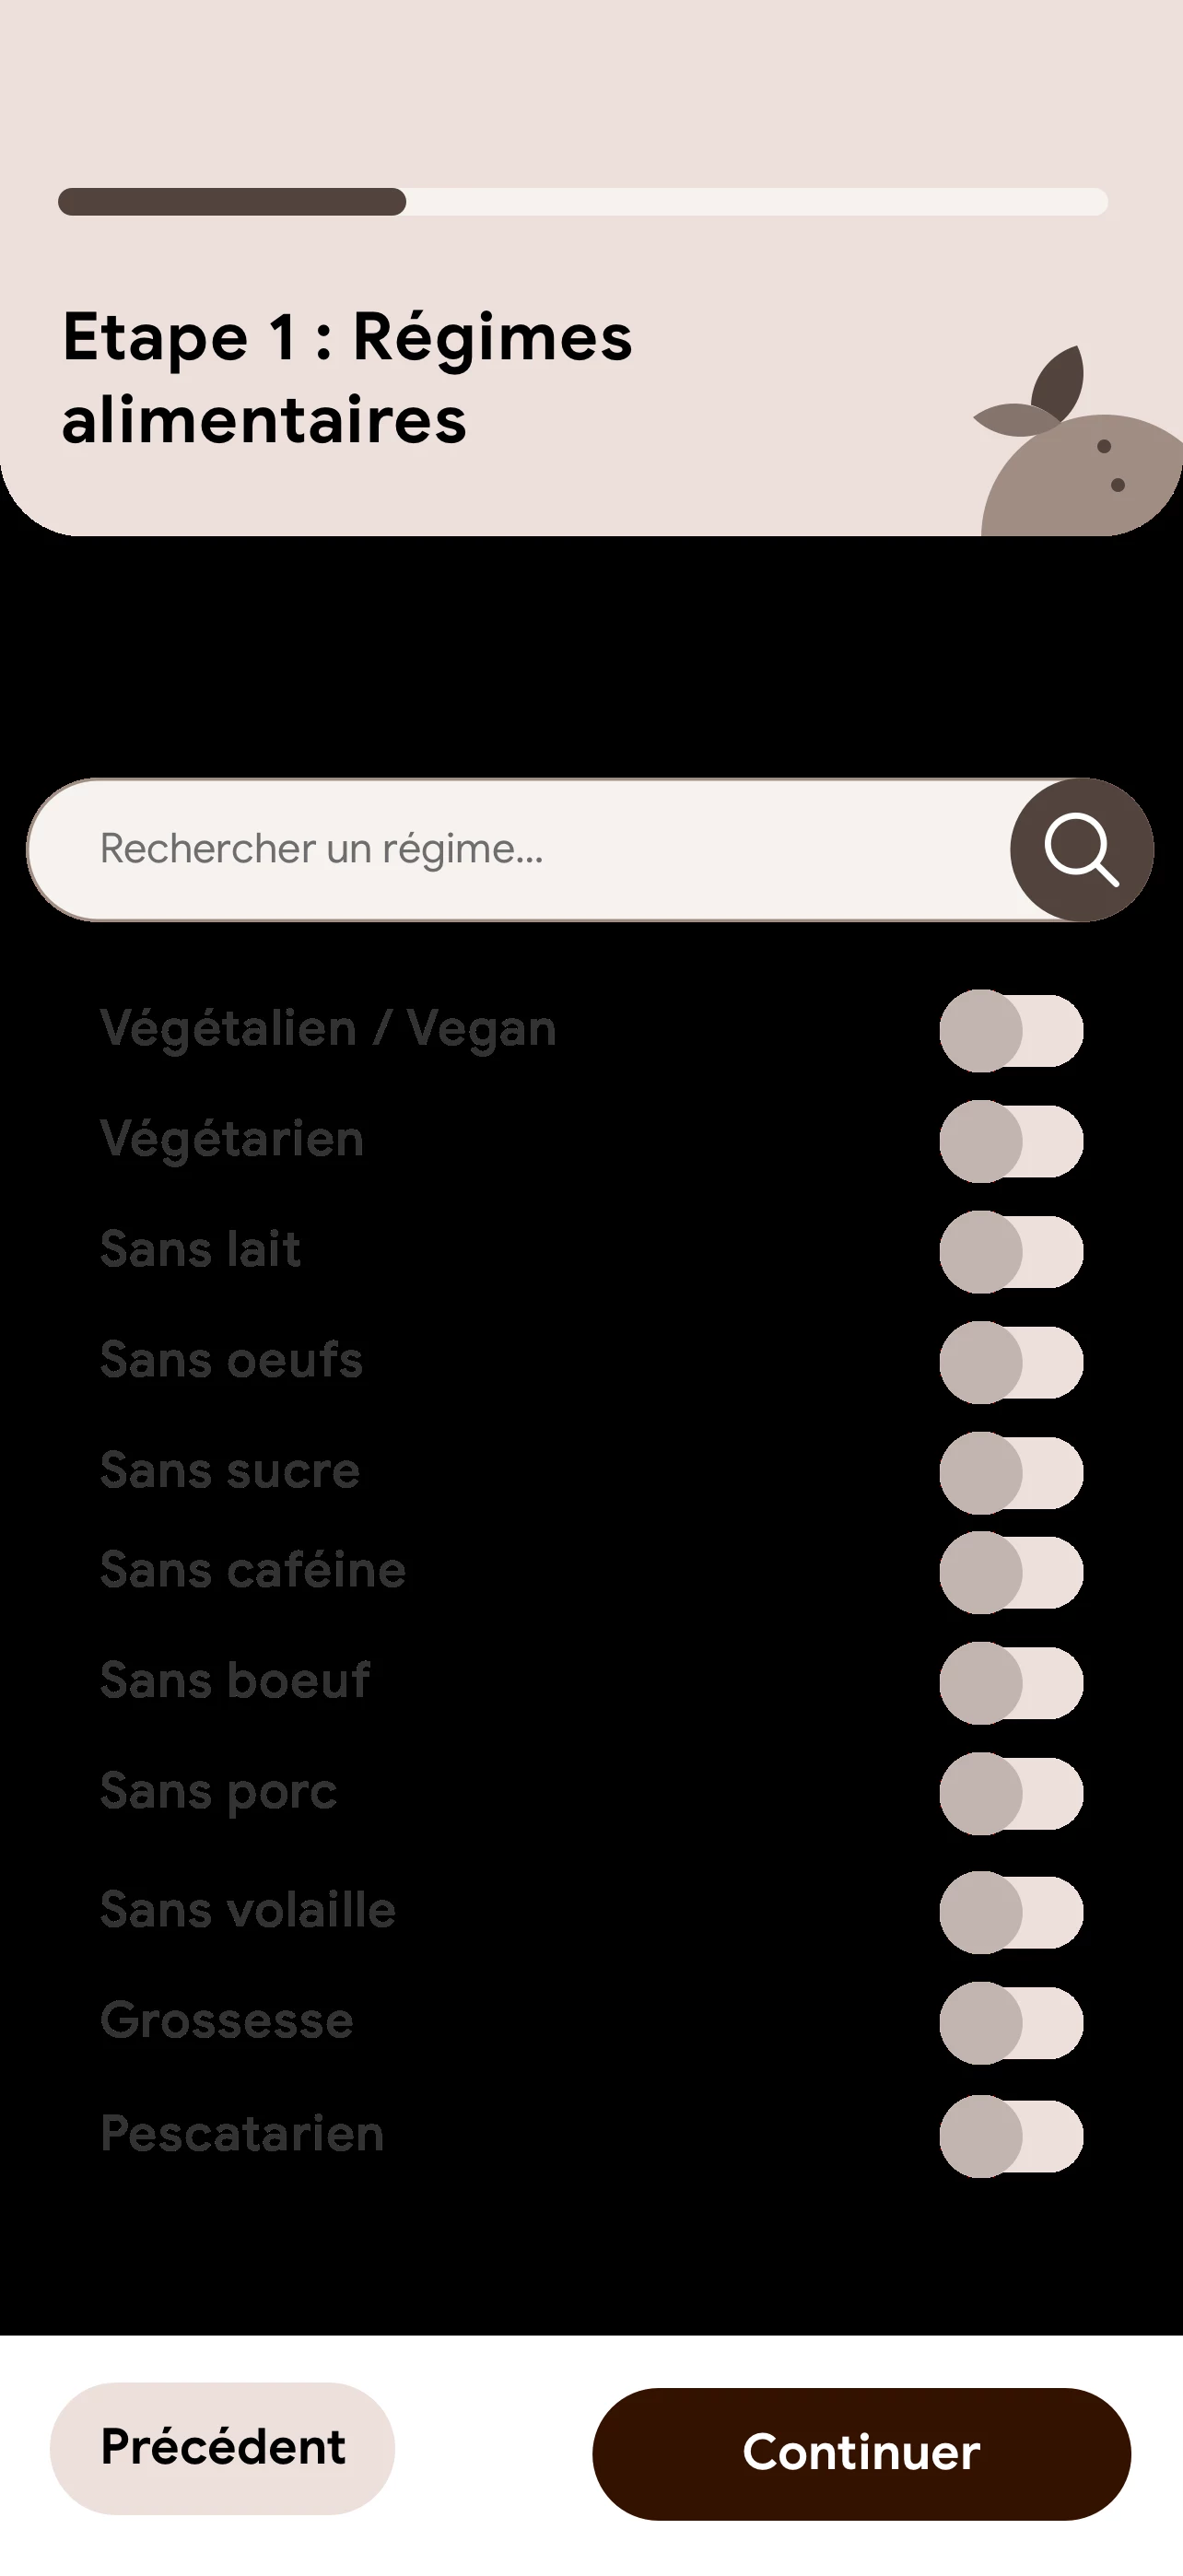 Etape 1 : Régimes
alimentaires
Rechercher un régime...
Végétalien / Vegan
Végétarien
Sans lait
Sans oeufs
Sans sucre
Sans caféine
Sans boeuf
Sans porc
Sans volaille
Grossesse
Pescatarien
Précédent
Continuer